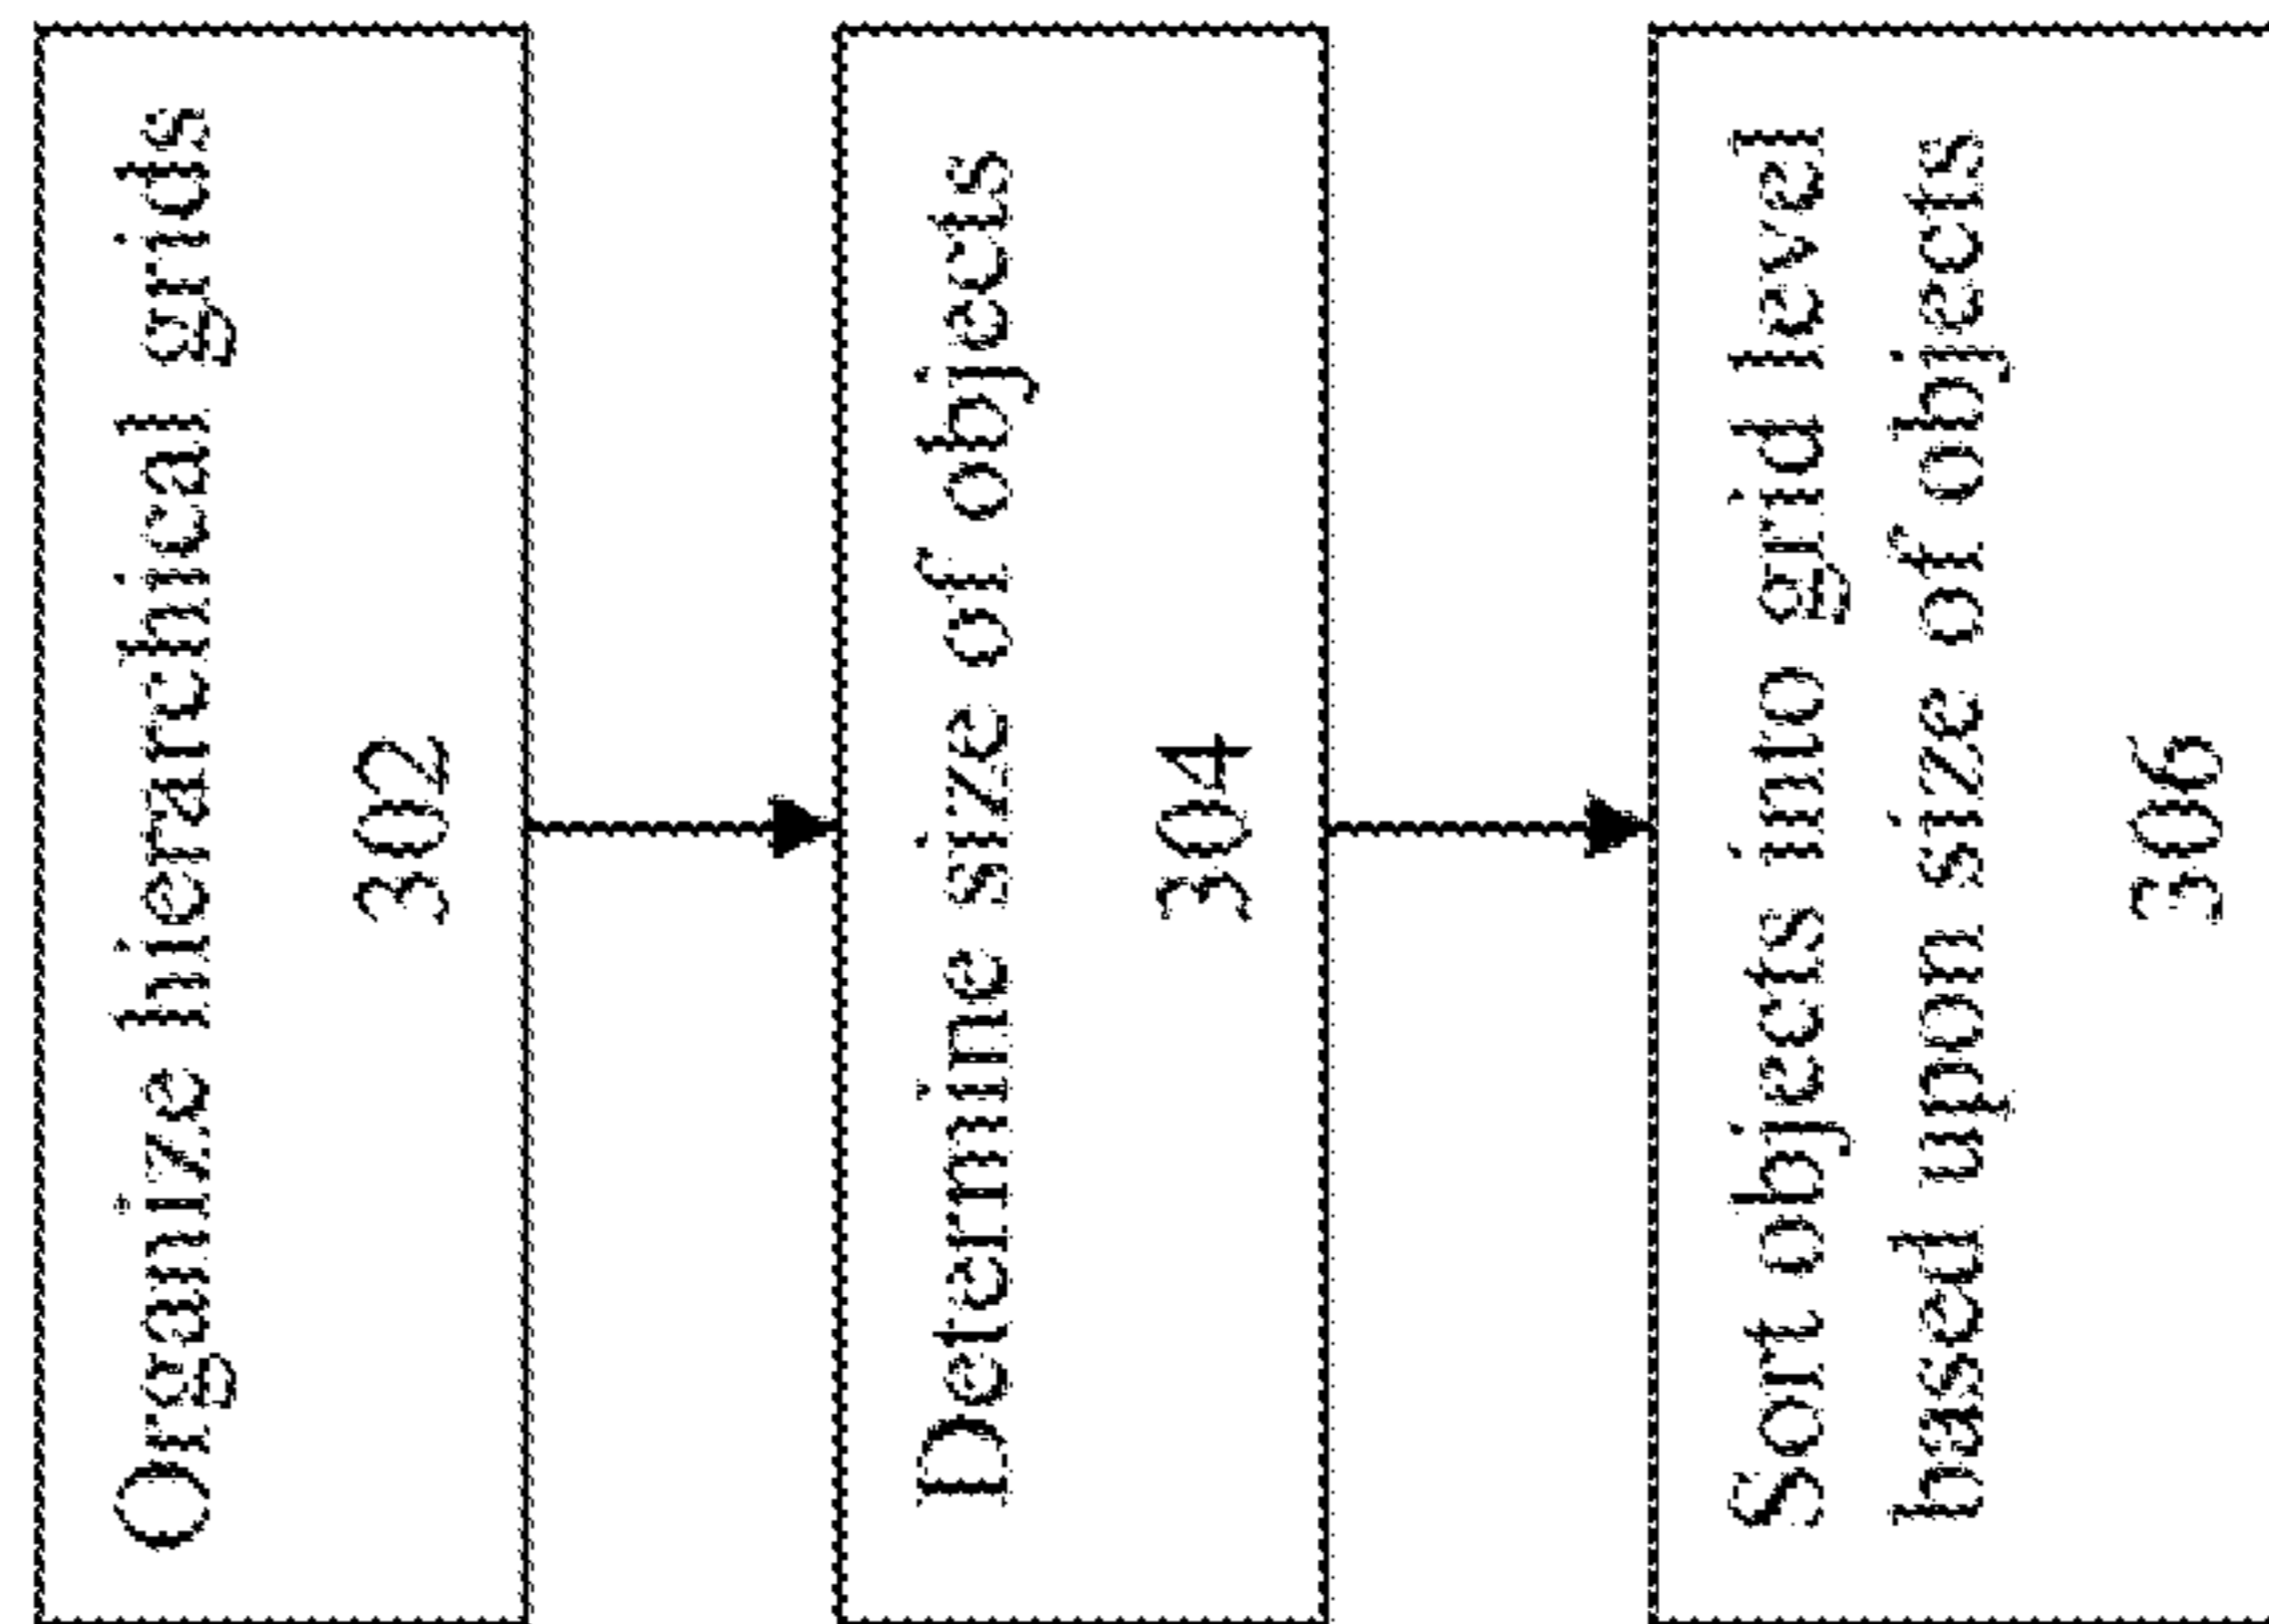 Organize hierarchical grids
302
Determine size of objects
304
Sort objects into grid level
based upon size of objects
306